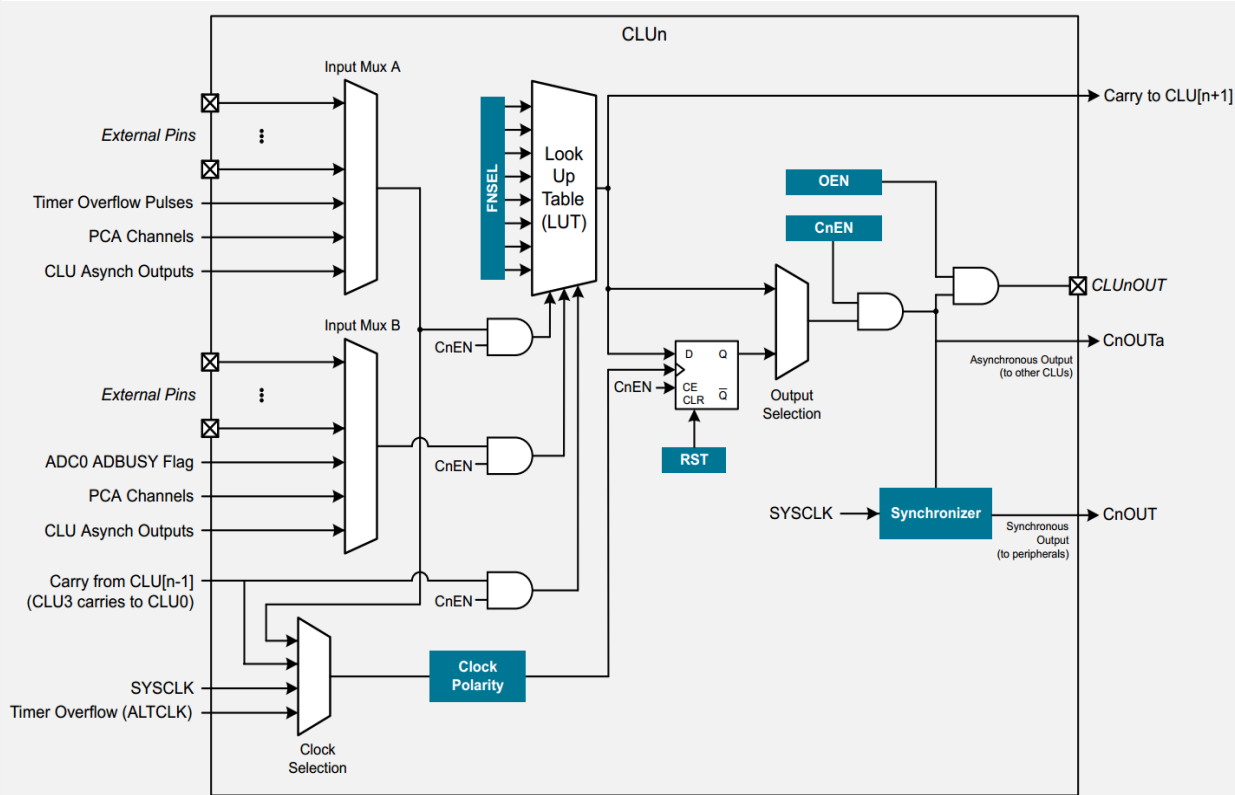 CLUn
Input Mux A
External Pins
Timer Overflow Pulses
PCA Channels
CLU Asynch Outputs
FNSEL
Look
Up
Table
(LUT)
Carry to CLU[n+1]
OEN
CnEN
CLUnOUT
CnOUTa
Asynchronous Output
(to other CLUs)
Input Mux B
CnEN
External Pins
D
Q
CnEN
CE
CLR
Q
Output
Selection
RST
ADC0 ADBUSY Flag
CnEN
PCA Channels
CLU Asynch Outputs
SYSCLK
Synchronizer
CnOUT
Synchronous
Output
(to peripherals)
Carry from CLU[n-1]
(CLU3 carries to CLU0)
CnEN
Clock
Polarity
SYSCLK
Timer Overflow (ALTCLK)
Clock
Selection